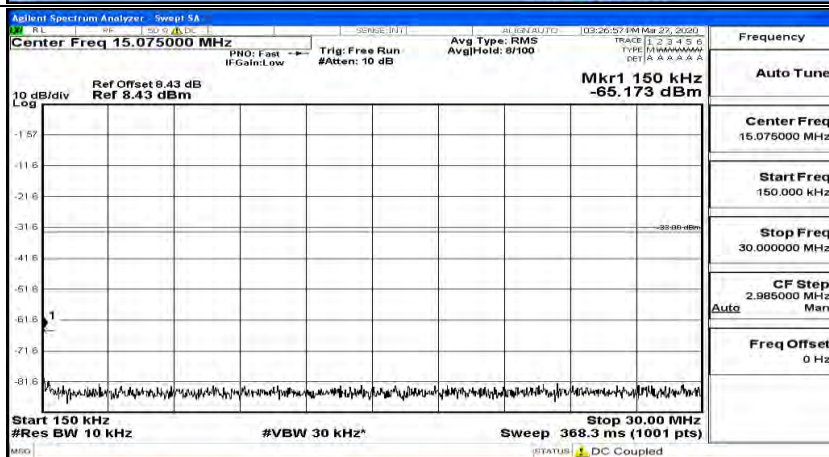 Agilent Spectrum Analyzer - Swept SA
RL RF 50 Ω DC SENSE:INT ALIGN AUTO 03:26:57 PM Mar 27, 2020
Center Freq 15.075000 MHz
PNO: Fast
IFGain:Low
Trig: Free Run
#Atten: 10 dB
Avg Type: RMS
Avg|Hold: 8/100
TRACE 1 2 3 4 5 6
TYPE MWWWWW
DET A A A A A A
Mkr1 150 kHz
-65.173 dBm
Ref Offset 8.43 dB
10 dB/div Ref 8.43 dBm
Log
-1.57
-11.6
-21.6
-31.6
-33.00 dBm
-41.6
-51.6
-61.6
1
-71.6
-81.6
Start 150 kHz Stop 30.00 MHz
#Res BW 10 kHz #VBW 30 kHz* Sweep 368.3 ms (1001 pts)
MSG STATUS DC Coupled
Frequency
Auto Tune
Center Freq
15.075000 MHz
Start Freq
150.000 kHz
Stop Freq
30.000000 MHz
CF Step
2.985000 MHz
Auto Man
Freq Offset
0 Hz